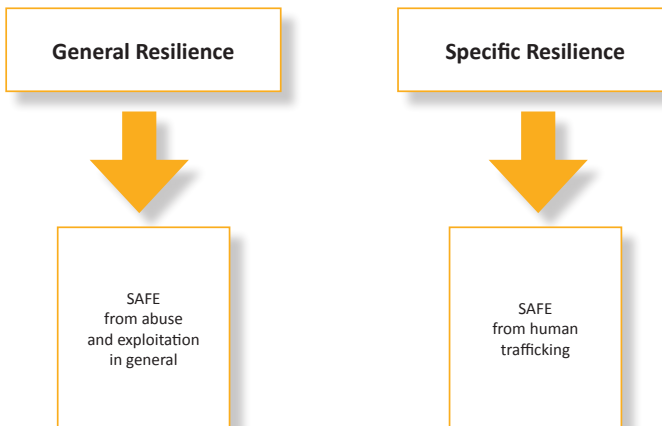 General Resilience
Specific Resilience
SAFE
from abuse
and exploitation
in general
SAFE
from human
trafficking